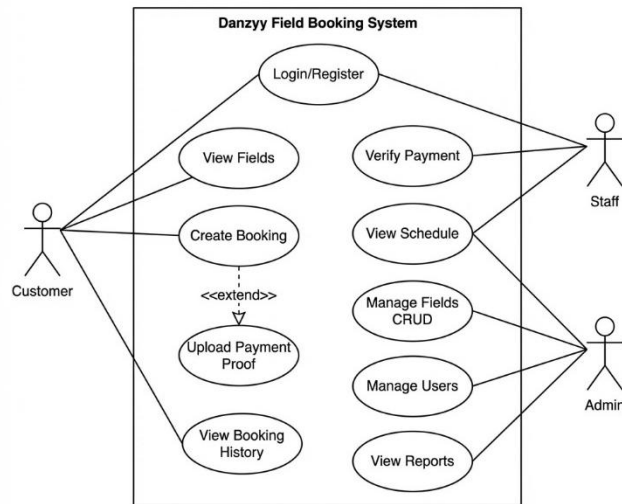 Danzyy Field Booking System
Login/Register
View Fields
Verify Payment
Staff
Create Booking
View Schedule
Customer
<<extend>>
Manage Fields
CRUD
Upload Payment
Proof
Manage Users
Admin
View Booking
History
View Reports